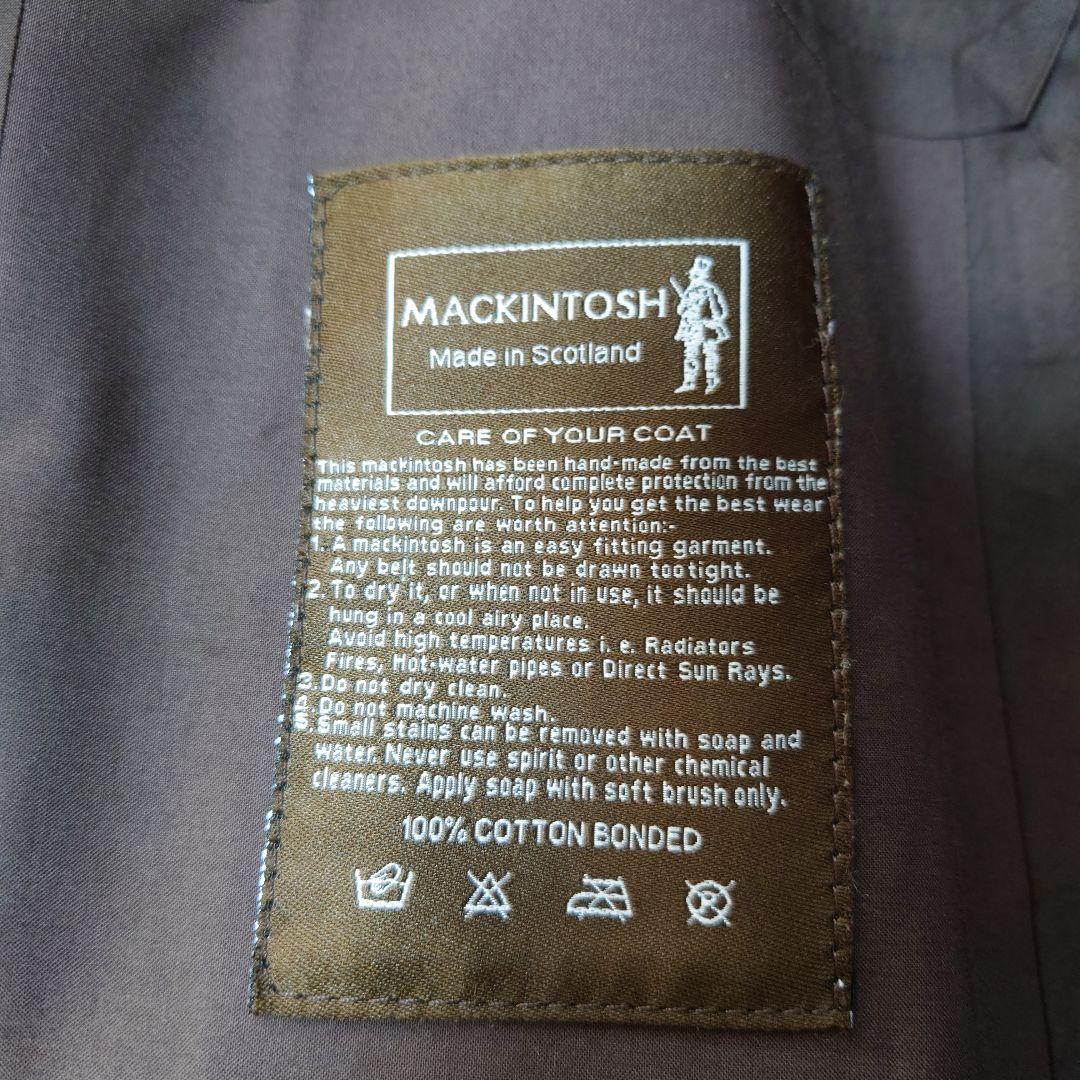 MACKINTOSH
Made in Scotland
CARE OF YOUR COAT
This mackintosh has been hand-made from the best
materials and will afford complete protection from the
heaviest downpour. To help you get the best wear
the following are worth attention:-
1. A mackintosh is an easy fitting garment.
Any belt should not be drawn too tight.
2. To dry it, or when not in use, it should be
hung in a cool airy place.
Avoid high temperatures i. e. Radiators
Fires, Hot-water pipes or Direct Sun Rays.
3. Do not dry clean.
4. Do not machine wash.
5. Small stains can be removed with soap and
water. Never use spirit or other chemical
cleaners. Apply soap with soft brush only.
100% COTTON BONDED
R